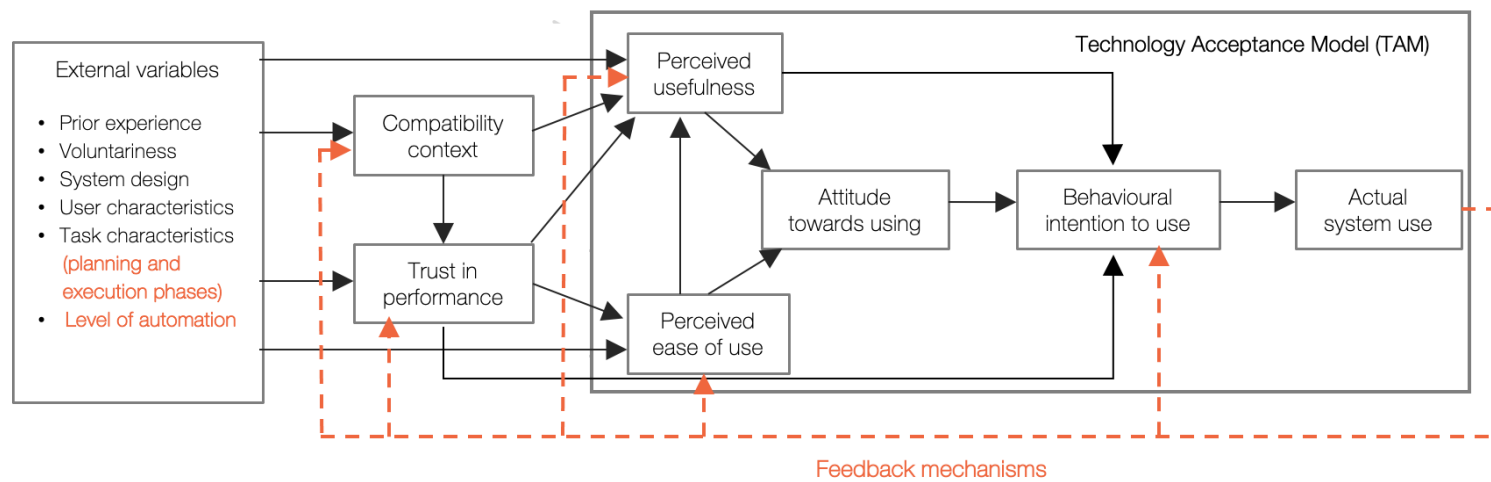 Technology Acceptance Model (TAM)
External variables
• Prior experience
• Voluntariness
• System design
• User characteristics
• Task characteristics
(planning and
execution phases)
• Level of automation
Compatibility
context
Trust in
performance
Perceived
usefulness
Perceived
ease of use
Attitude
towards using
Behavioural
intention to use
Actual
system use
Feedback mechanisms